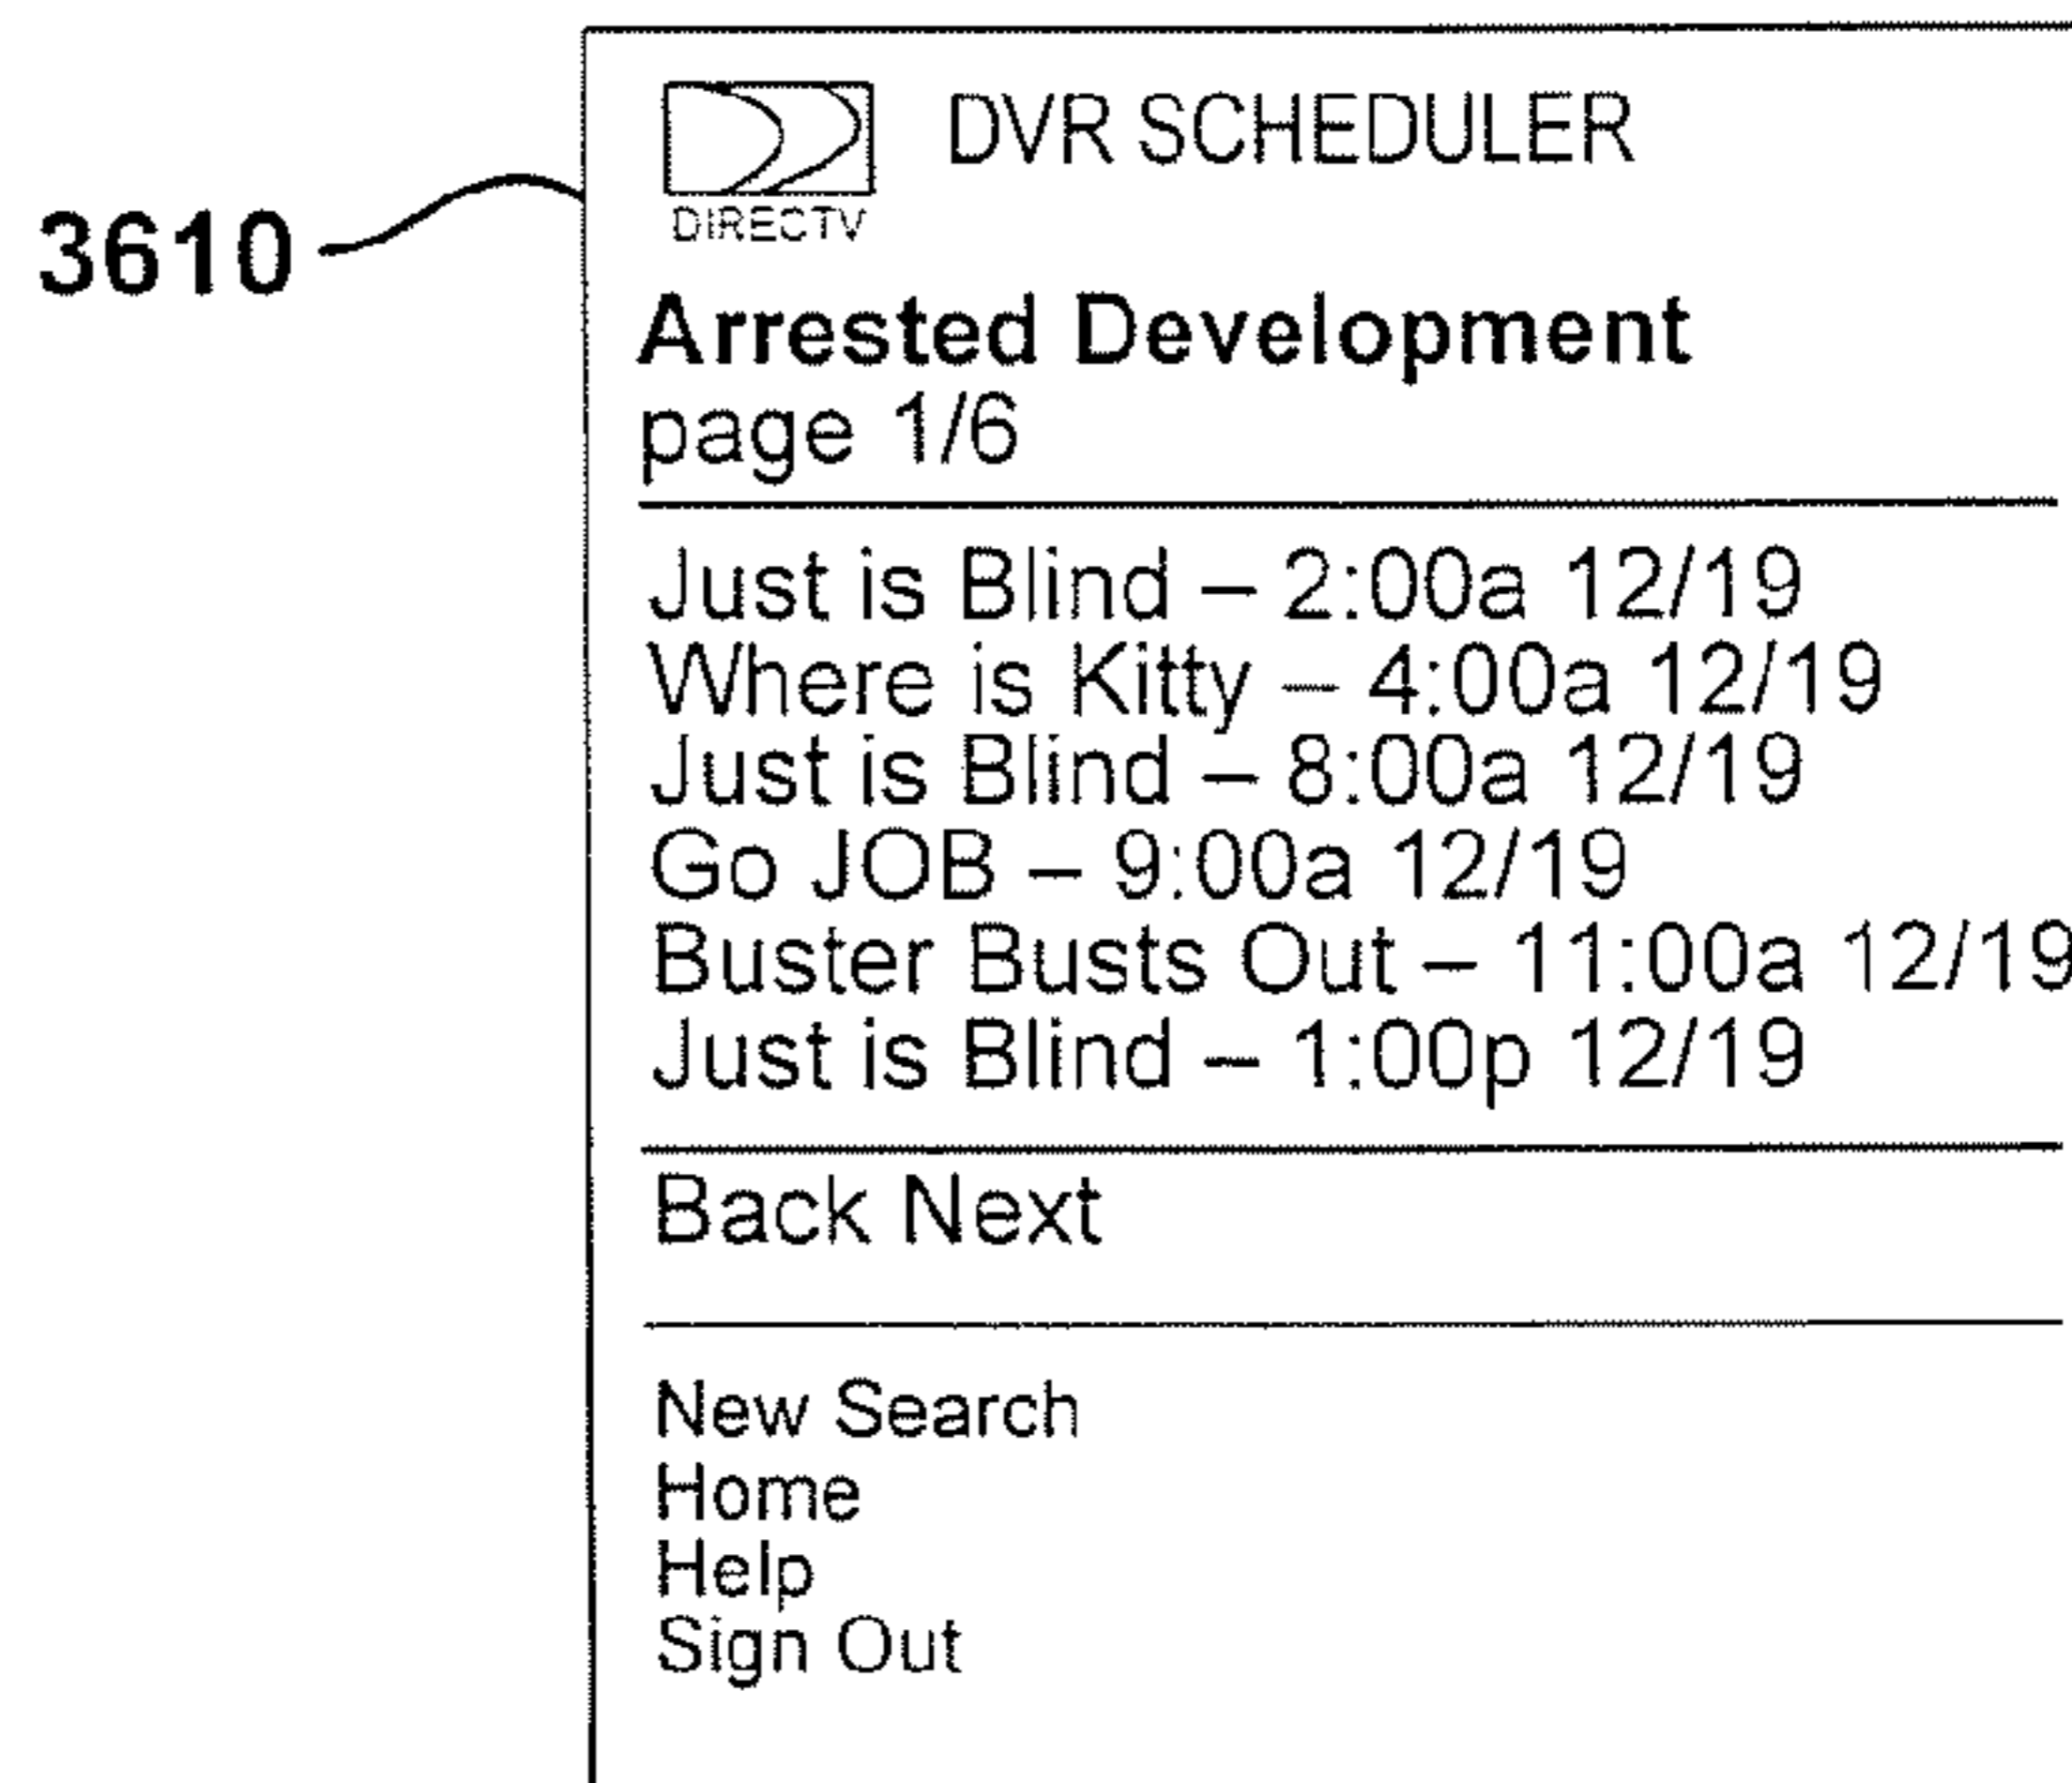 DVR SCHEDULER
DIRECTV
3610
Arrested Development
page 1/6
Just is Blind – 2:00a 12/19
Where is Kitty – 4:00a 12/19
Just is Blind – 8:00a 12/19
Go JOB – 9:00a 12/19
Buster Busts Out – 11:00a 12/19
Just is Blind – 1:00p 12/19
Back Next
New Search
Home
Help
Sign Out